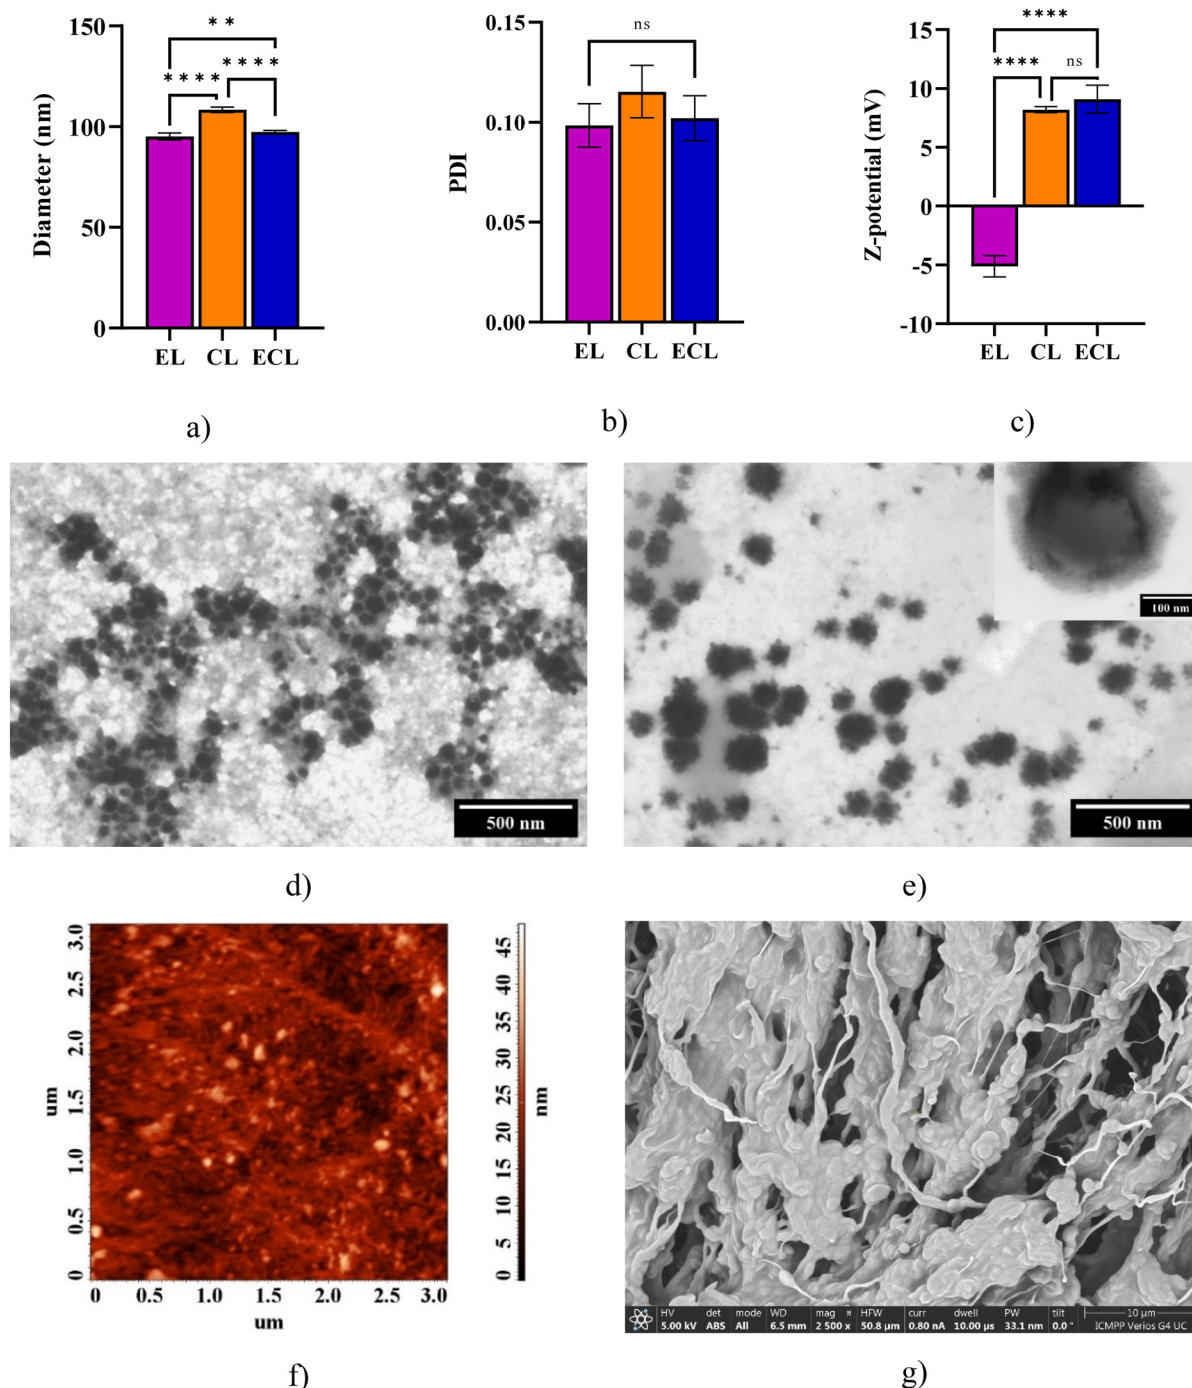 150
100
50
0
Diameter (nm)
* *
* * * *
* * * *
EL CL ECL
a)
0.15
0.10
0.05
0.00
PDI
ns
EL CL ECL
b)
15
10
5
0
-5
-10
Z-potential (mV)
****
****
ns
EL CL ECL
c)
500 nm
d)
100 nm
500 nm
e)
3.0
2.5
2.0
1.5
1.0
0.5
0
um
0 0.5 1.0 1.5 2.0 2.5 3.0
um
45
40
35
30
25
20
15
10
5
0
nm
f)
HV det mode WD mag HFW curr dwell PW tilt 10 µm
5.00 kV ABS All 6.5 mm 2 500 x 50.8 µm 0.80 nA 10.00 µs 33.1 nm 0.0 ° ICMPP Verios G4 UC
g)